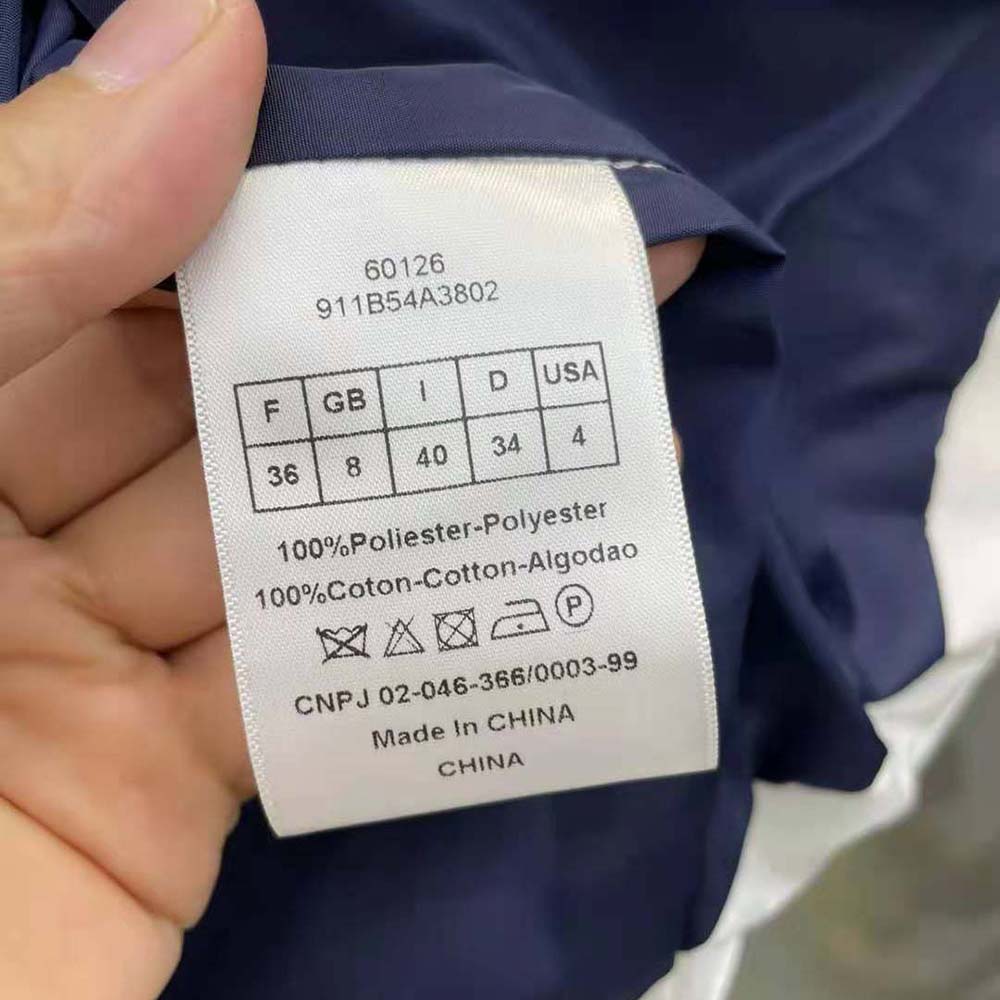 60126
911B54A3802
F GB I D USA
36 8 40 34 4
100%Poliester-Polyester
100%Coton-Cotton-Algodao
P
CNPJ 02-046-366/0003-99
Made In CHINA
CHINA